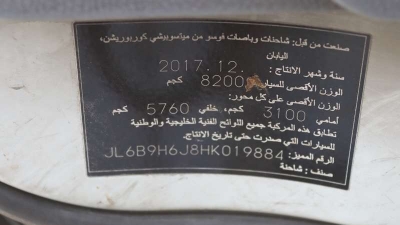 صنعت من قبل: شاحنات وباصات فوسو من ميتسوبيشي كوربوريشن،
اليابان
سنة وشهر الانتاج : 2017.12.
الوزن الأقصى للسيارة 8200 كجم
الوزن الأقصى على كل محور:
أمامي 3100 خلفي 5760 كجم
تطابق هذه المركبة جميع اللوائح الفنية الخليجية والوطنية
للسيارات التي صدرت حتى تاريخ الانتاج.
الرقم المميز: JL6B9H6J8HK019884
صنف : شاحنة